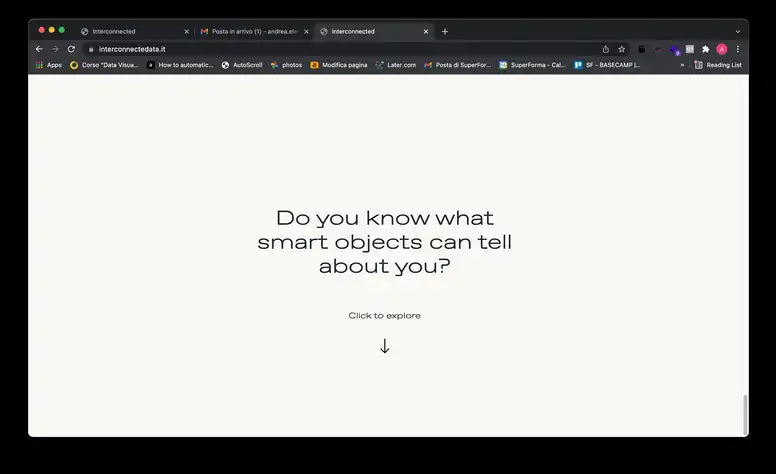 Interconnected
Posta in arrivo (1) - andrea.ele
Interconnected
interconnectedata.it
A
Apps
Corso "Data Visua...
How to automatic...
AutoScroll
photos
Modifica pagina
Later.com
Posta di SuperFor...
SuperForma - Cal...
SF - BASECAMP |...
»
Reading List
Do you know what
smart objects can tell
about you?
Click to explore